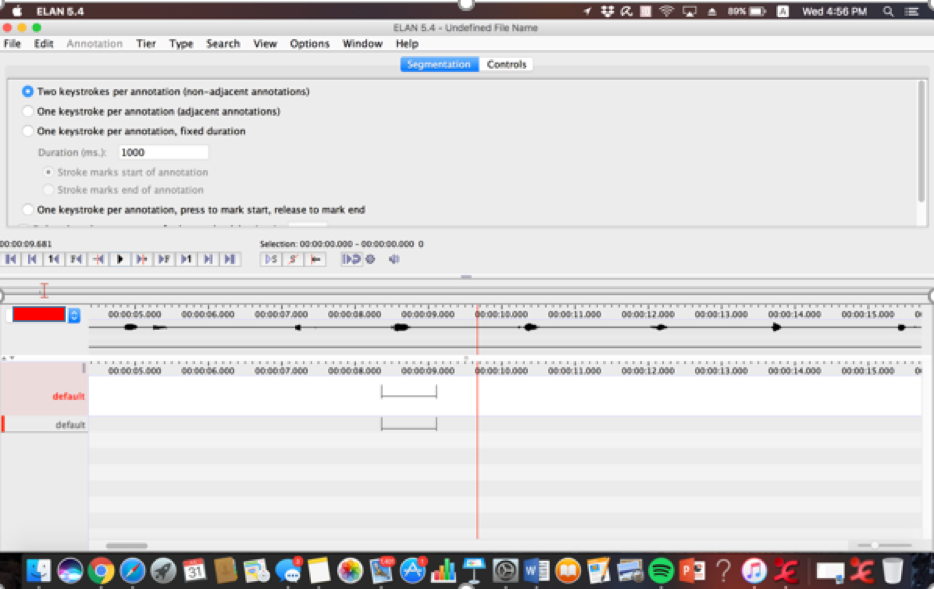 ELAN 5.4 89% A Wed 4:56 PM
ELAN 5.4 - Undefined File Name
File Edit Annotation Tier Type Search View Options Window Help
Segmentation Controls
Two keystrokes per annotation (non-adjacent annotations)
One keystroke per annotation (adjacent annotations)
One keystroke per annotation, fixed duration
Duration (ms.): 1000
Stroke marks start of annotation
Stroke marks end of annotation
One keystroke per annotation, press to mark start, release to mark end
00:00:09.681 Selection: 00:00:00.000 - 00:00:00.000 0
00:00:05.000 00:00:06.000 00:00:07.000 00:00:08.000 00:00:09.000 00:00:10.000 00:00:11.000 00:00:12.000 00:00:13.000 00:00:14.000 00:00:15.000
00:00:05.000 00:00:06.000 00:00:07.000 00:00:08.000 00:00:09.000 00:00:10.000 00:00:11.000 00:00:12.000 00:00:13.000 00:00:14.000 00:00:15.000
default
default
31